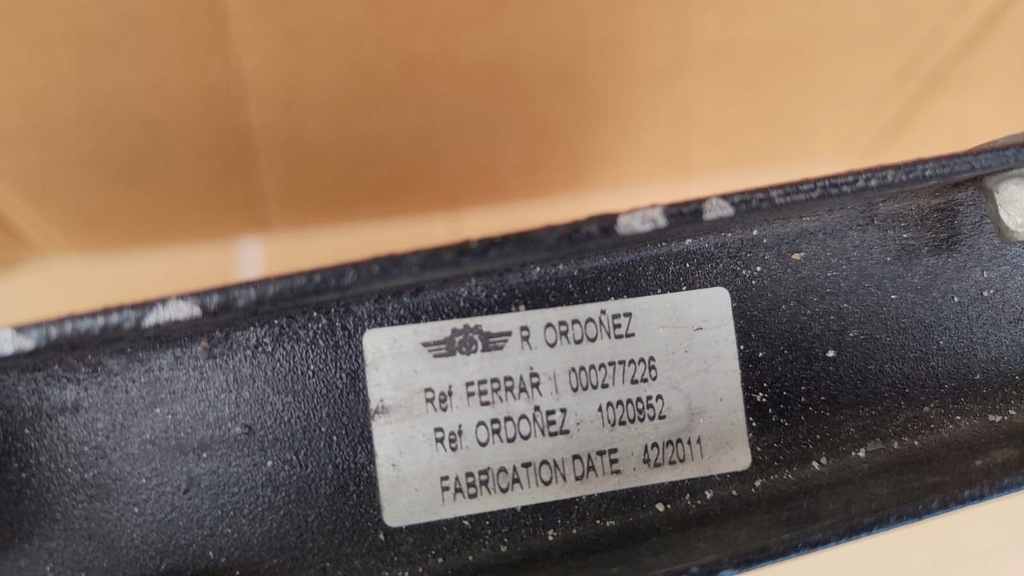 R. ORDOÑEZ
Ref. FERRAR : 000277226
Ref. ORDOÑEZ : 1020952
FABRICATION DATE : 42/2011